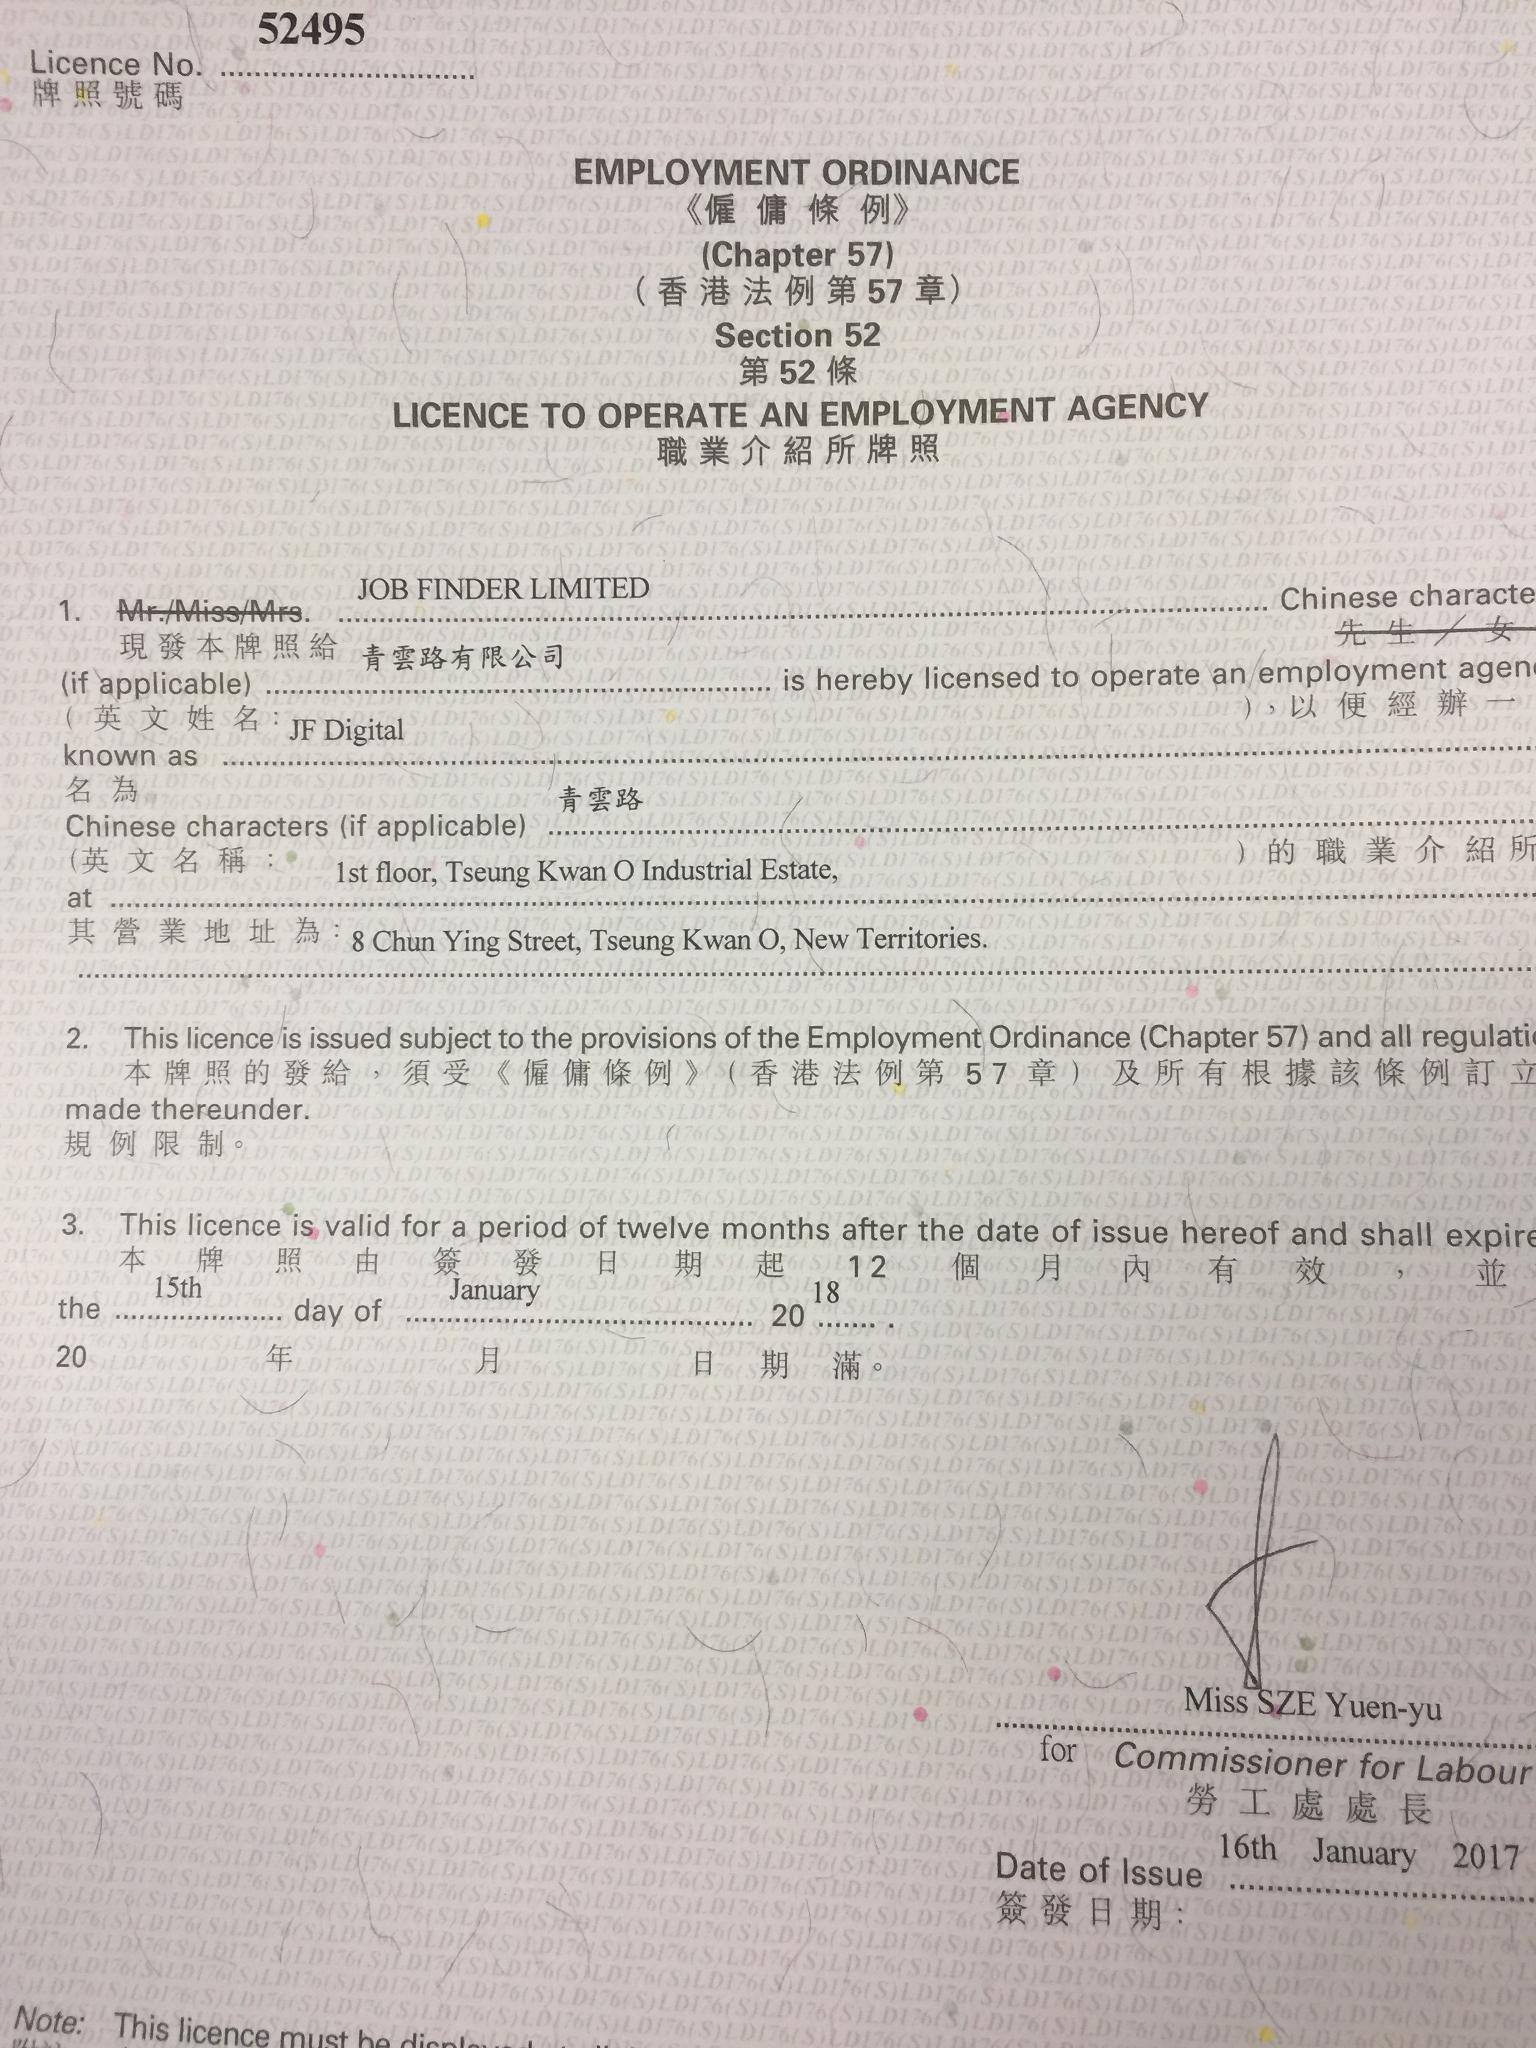 52495
Licence No.
牌照號碼
EMPLOYMENT ORDINANCE
《僱傭條例》
(Chapter 57)
（香港法例第57章）
Section 52
第52條
LICENCE TO OPERATE AN EMPLOYMENT AGENCY
職業介紹所牌照
JOB FINDER LIMITED
1. Mr./Miss/Mrs. Chinese characte
先生／女
現發本牌照給 青雲路有限公司
(if applicable) is hereby licensed to operate an employment agenc
（英文姓名： ），以便經辦一
JF Digital
known as
名為
青雲路
Chinese characters (if applicable)
（英文名稱： ）的職業介紹所
1st floor, Tseung Kwan O Industrial Estate,
at
其營業地址為：
8 Chun Ying Street, Tseung Kwan O, New Territories.
2. This licence is issued subject to the provisions of the Employment Ordinance (Chapter 57) and all regulatio
本牌照的發給，須受《僱傭條例》（香港法例第57章）及所有根據該條例訂立
made thereunder.
規例限制。
3. This licence is valid for a period of twelve months after the date of issue hereof and shall expire
本牌照由簽發日期起12個月內有效，並
15th January 18
the day of 20 .
20 年 月 日期滿。
Miss SZE Yuen-yu
for Commissioner for Labour
勞工處處長
16th January 2017
Date of Issue
簽發日期：
Note: This licence must be displayed at
LD176(S)